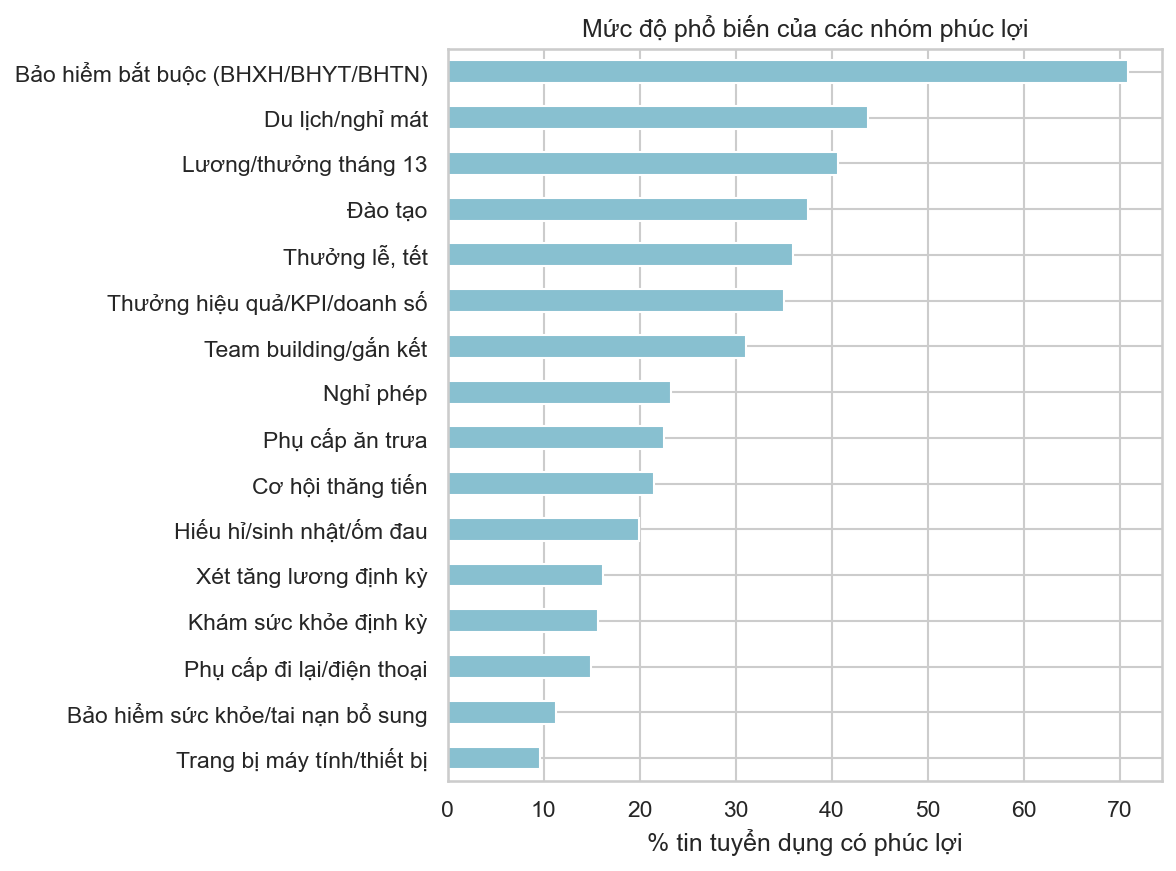 Mức độ phổ biến của các nhóm phúc lợi
Bảo hiểm bắt buộc (BHXH/BHYT/BHTN)
Du lịch/nghỉ mát
Lương/thưởng tháng 13
Đào tạo
Thưởng lễ, tết
Thưởng hiệu quả/KPI/doanh số
Team building/gắn kết
Nghỉ phép
Phụ cấp ăn trưa
Cơ hội thăng tiến
Hiếu hỉ/sinh nhật/ốm đau
Xét tăng lương định kỳ
Khám sức khỏe định kỳ
Phụ cấp đi lại/điện thoại
Bảo hiểm sức khỏe/tai nạn bổ sung
Trang bị máy tính/thiết bị
0 10 20 30 40 50 60 70
% tin tuyển dụng có phúc lợi